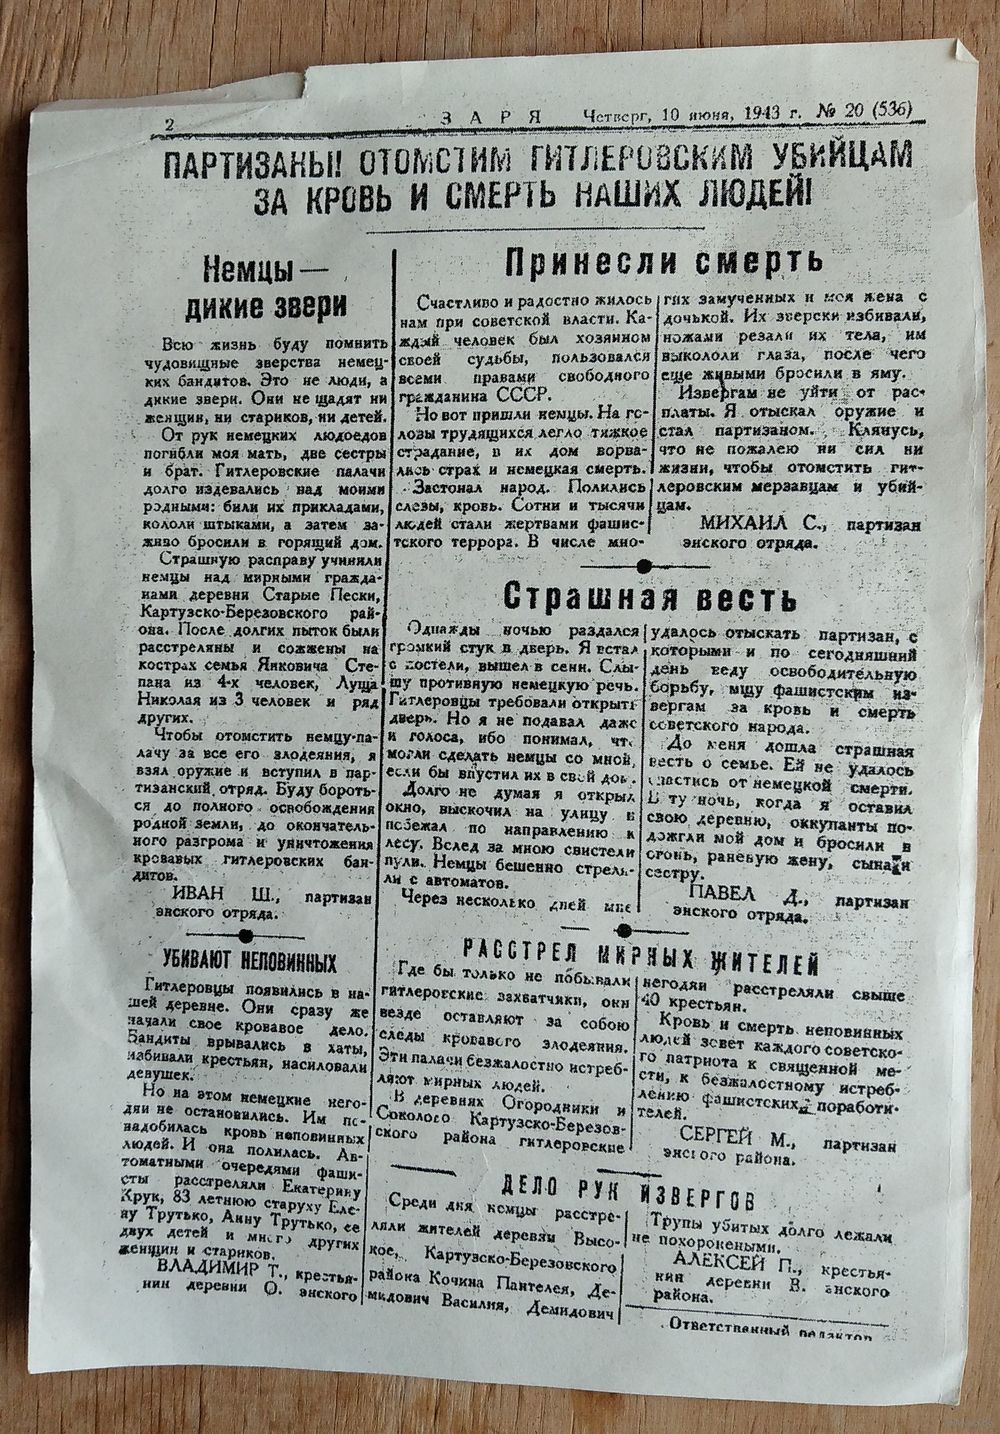 2 ЗАРЯ Четверг, 10 июня, 1943 г. № 20 (536)
ПАРТИЗАНЫ! ОТОМСТИМ ГИТЛЕРОВСКИМ УБИЙЦАМ
ЗА КРОВЬ И СМЕРТЬ НАШИХ ЛЮДЕЙ!
Немцы —
дикие звери
Всю жизнь буду помнить
чудовищные зверства немец-
ких бандитов. Это не люди, а
дикие звери. Они не щадят ни
женщин, ни стариков, ни детей.
От рук немецких людоедов
погибли моя мать, две сестры
и брат. Гитлеровские палачи
долго издевались над моими
родными: били их прикладами,
кололи штыками, а затем за-
живо бросили в горящий дом.
Страшную расправу учинили
немцы над мирными гражда-
нами деревни Старые Пески,
Картузско-Березовского рай-
она. После долгих пыток были
расстреляны и сожжены на
кострах семья Янковича Сте-
пана из 4-х человек, Луща
Николая из 3 человек и ряд
других.
Чтобы отомстить немцу-па-
лачу за все его злодеяния, я
взял оружие и вступил в пар-
тизанский отряд. Буду бороть-
ся до полного освобождения
родной земли, до окончатель-
ного разгрома и уничтожения
кровавых гитлеровских бан-
дитов.
ИВАН Ш., партизан
энского отряда.
УБИВАЮТ НЕПОВИННЫХ
Гитлеровцы появились в на-
шей деревне. Они сразу же
начали свое кровавое дело.
Бандиты врывались в хаты,
избивали крестьян, насиловали
девушек.
Но на этом немецкие него-
дяи не остановились. Им по-
надобилась кровь неповинных
людей. И она полилась. Ав-
томатными очередями фаши-
сты расстреляли Екатерину
Крук, 83 летнюю старуху Еле-
ну Трутько, Анну Трутько, ее
двух детей и много других
женщин и стариков.
ВЛАДИМИР Т., крестья-
нин деревни О. энского
Принесли смерть
Счастливо и радостно жилось
нам при советской власти. Ка-
ждый человек был хозяином
своей судьбы, пользовался
всеми правами свободного
гражданина СССР.
Но вот пришли немцы. На го-
ловы трудящихся легло тяжкое
страдание, в их дом ворва-
лись страх и немецкая смерть.
Застонал народ. Полились
слезы, кровь. Сотни и тысячи
людей стали жертвами фашис-
тского террора. В числе мно-
гих замученных и моя жена с
дочькой. Их зверски избивали,
ножами резали их тела, им
выкололи глаза, после чего
еще живыми бросили в яму.
Извергам не уйти от рас-
платы. Я отыскал оружие и
стал партизаном. Клянусь,
что не пожалею ни сил ни
жизни, чтобы отомстить гит-
леровским мерзавцам и убий-
цам.
МИХАИЛ С., партизан
энского отряда.
Страшная весть
Однажды ночью раздался
громкий стук в дверь. Я встал
с постели, вышел в сени. Слы-
шу противную немецкую речь.
Гитлеровцы требовали открыть
дверь. Но я не подавал даже
и голоса, ибо понимал, что
могли сделать немцы со мной,
если бы впустил их в свой дом.
Долго не думая я открыл
окно, выскочил на улицу и
побежал по направлению к
лесу. Вслед за мною свистели
пули. Немцы бешенно стреля-
ли с автоматов.
Через несколько дней мне
удалось отыскать партизан, с
которыми и по сегодняшний
день веду освободительную
борьбу, мщу фашистским из-
вергам за кровь и смерть
советского народа.
До меня дошла страшная
весть о семье. Ей не удалось
спастись от немецкой смерти.
В ту ночь, когда я оставил
свою деревню, оккупанты по-
дожгли мой дом и бросили в
огонь, раненую жену, сына и
сестру.
ПАВЕЛ Д., партизан
энского отряда.
РАССТРЕЛ МИРНЫХ ЖИТЕЛЕЙ
Где бы только не побывали
гитлеровские захватчики, они
везде оставляют за собою
следы кровавого злодеяния.
Эти палачи безжалостно истреб-
ляют мирных людей.
В деревнях Огородники и
Соколово Картузско-Березов-
ского района гитлеровские
негодяи расстреляли свыше
40 крестьян.
Кровь и смерть неповинных
людей зовет каждого советско-
го патриота к священной ме-
сти, к безжалостному истреб-
лению фашистских поработи-
телей.
СЕРГЕЙ М., партизан
энского района.
ДЕЛО РУК ИЗВЕРГОВ
Среди дня немцы расстре-
ляли жителей деревни Высо-
кое, Картузско-Березовского
района Кочина Пантелея, Де-
мидович Василия, Демидович
Трупы убитых долго лежали
не похоронеными.
АЛЕКСЕЙ П., крестья-
нин деревни В. энского
района.
Ответственный редактор